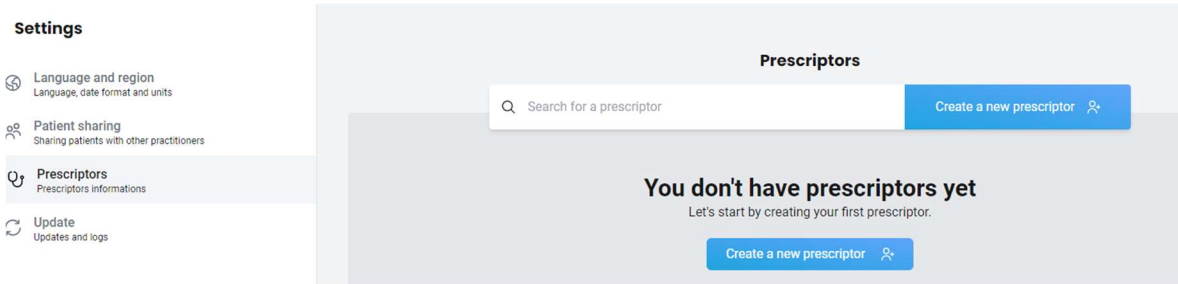 Settings
Language and region
Language, date format and units
Patient sharing
Sharing patients with other practitioners
Prescriptors
Prescriptors informations
Update
Updates and logs
Prescriptors
Search for a prescriptor
Create a new prescriptor
You don't have prescriptors yet
Let's start by creating your first prescriptor.
Create a new prescriptor